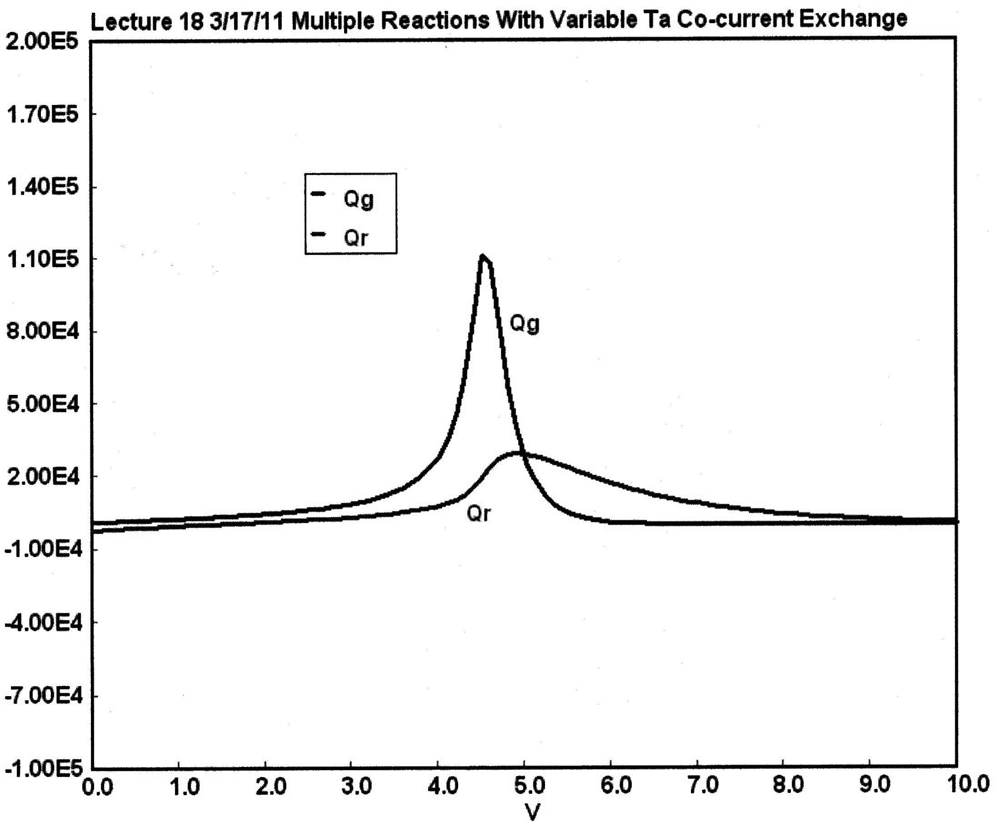 Lecture 18 3/17/11 Multiple Reactions With Variable Ta Co-current Exchange
2.00E5
1.70E5
1.40E5
1.10E5
8.00E4
5.00E4
2.00E4
-1.00E4
-4.00E4
-7.00E4
-1.00E5
Qg
Qr
Qg
Qr
0.0 1.0 2.0 3.0 4.0 5.0 6.0 7.0 8.0 9.0 10.0
V